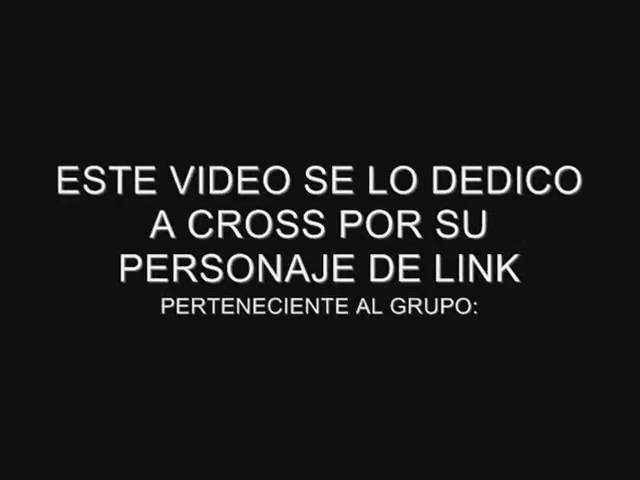 ESTE VIDEO SE LO DEDICO
A CROSS POR SU
PERSONAJE DE LINK
PERTENECIENTE AL GRUPO: